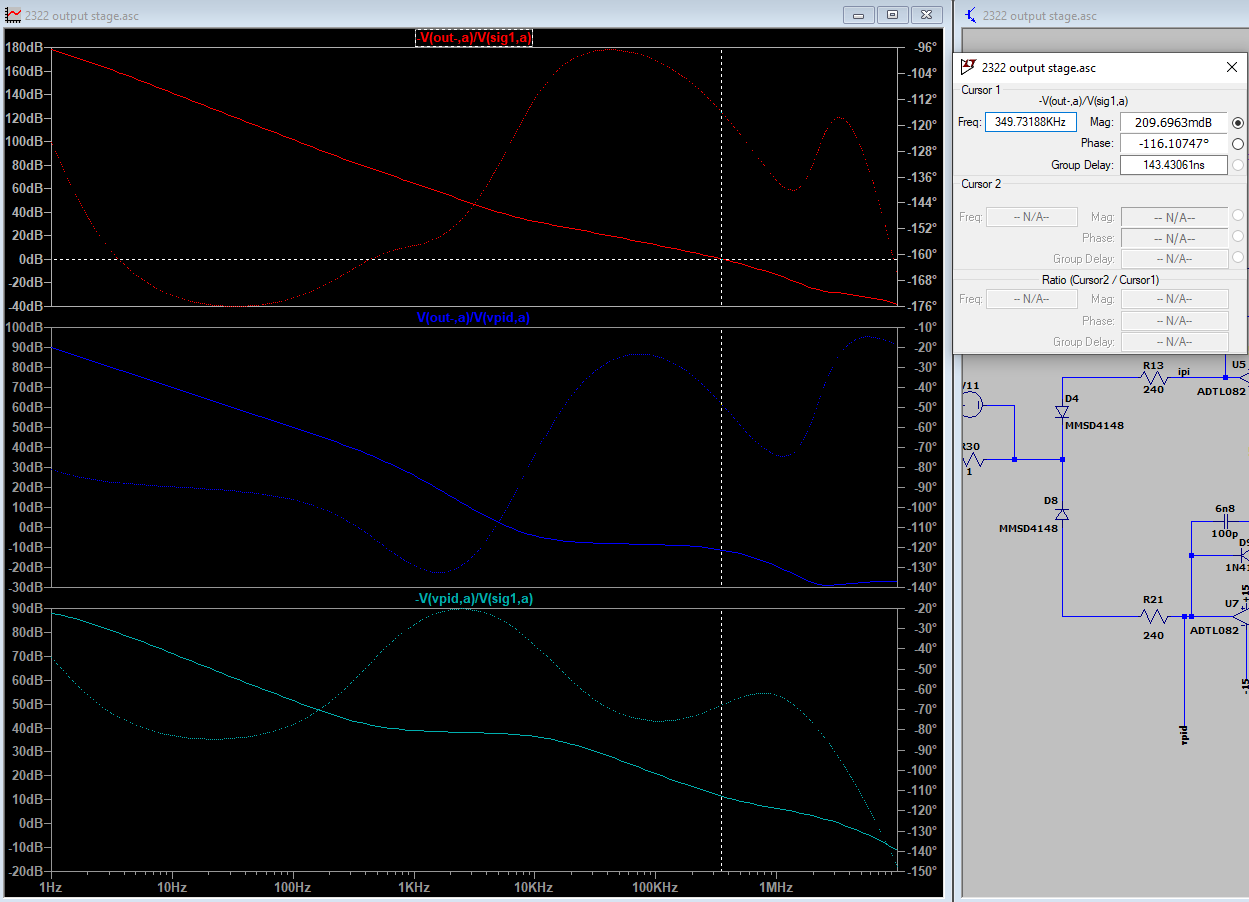 2322 output stage.asc
-V(out-,a)/V(sig1,a)
180dB
160dB
140dB
120dB
100dB
80dB
60dB
40dB
20dB
0dB
-20dB
-40dB
-96°
-104°
-112°
-120°
-128°
-136°
-144°
-152°
-160°
-168°
-176°
V(out-,a)/V(vpid,a)
100dB
90dB
80dB
70dB
60dB
50dB
40dB
30dB
20dB
10dB
0dB
-10dB
-20dB
-30dB
-10°
-20°
-30°
-40°
-50°
-60°
-70°
-80°
-90°
-100°
-110°
-120°
-130°
-140°
-V(vpid,a)/V(sig1,a)
90dB
80dB
70dB
60dB
50dB
40dB
30dB
20dB
10dB
0dB
-10dB
-20dB
-20°
-30°
-40°
-50°
-60°
-70°
-80°
-90°
-100°
-110°
-120°
-130°
-140°
-150°
1Hz 10Hz 100Hz 1KHz 10KHz 100KHz 1MHz
2322 output stage.asc
2322 output stage.asc
Cursor 1
-V(out-,a)/V(sig1,a)
Freq: 349.73188KHz Mag: 209.6963mdB
Phase: -116.10747°
Group Delay: 143.43061ns
Cursor 2
Freq: -- N/A-- Mag: -- N/A--
Phase: -- N/A--
Group Delay: -- N/A--
Ratio (Cursor2 / Cursor1)
Freq: -- N/A-- Mag: -- N/A--
Phase: -- N/A--
Group Delay: -- N/A--
R13
240
ipi
U5
ADTL082
D4
MMSD4148
R30
1
D8
MMSD4148
6n8
100p
R21
240
U7
ADTL082
+15
-15
vpid